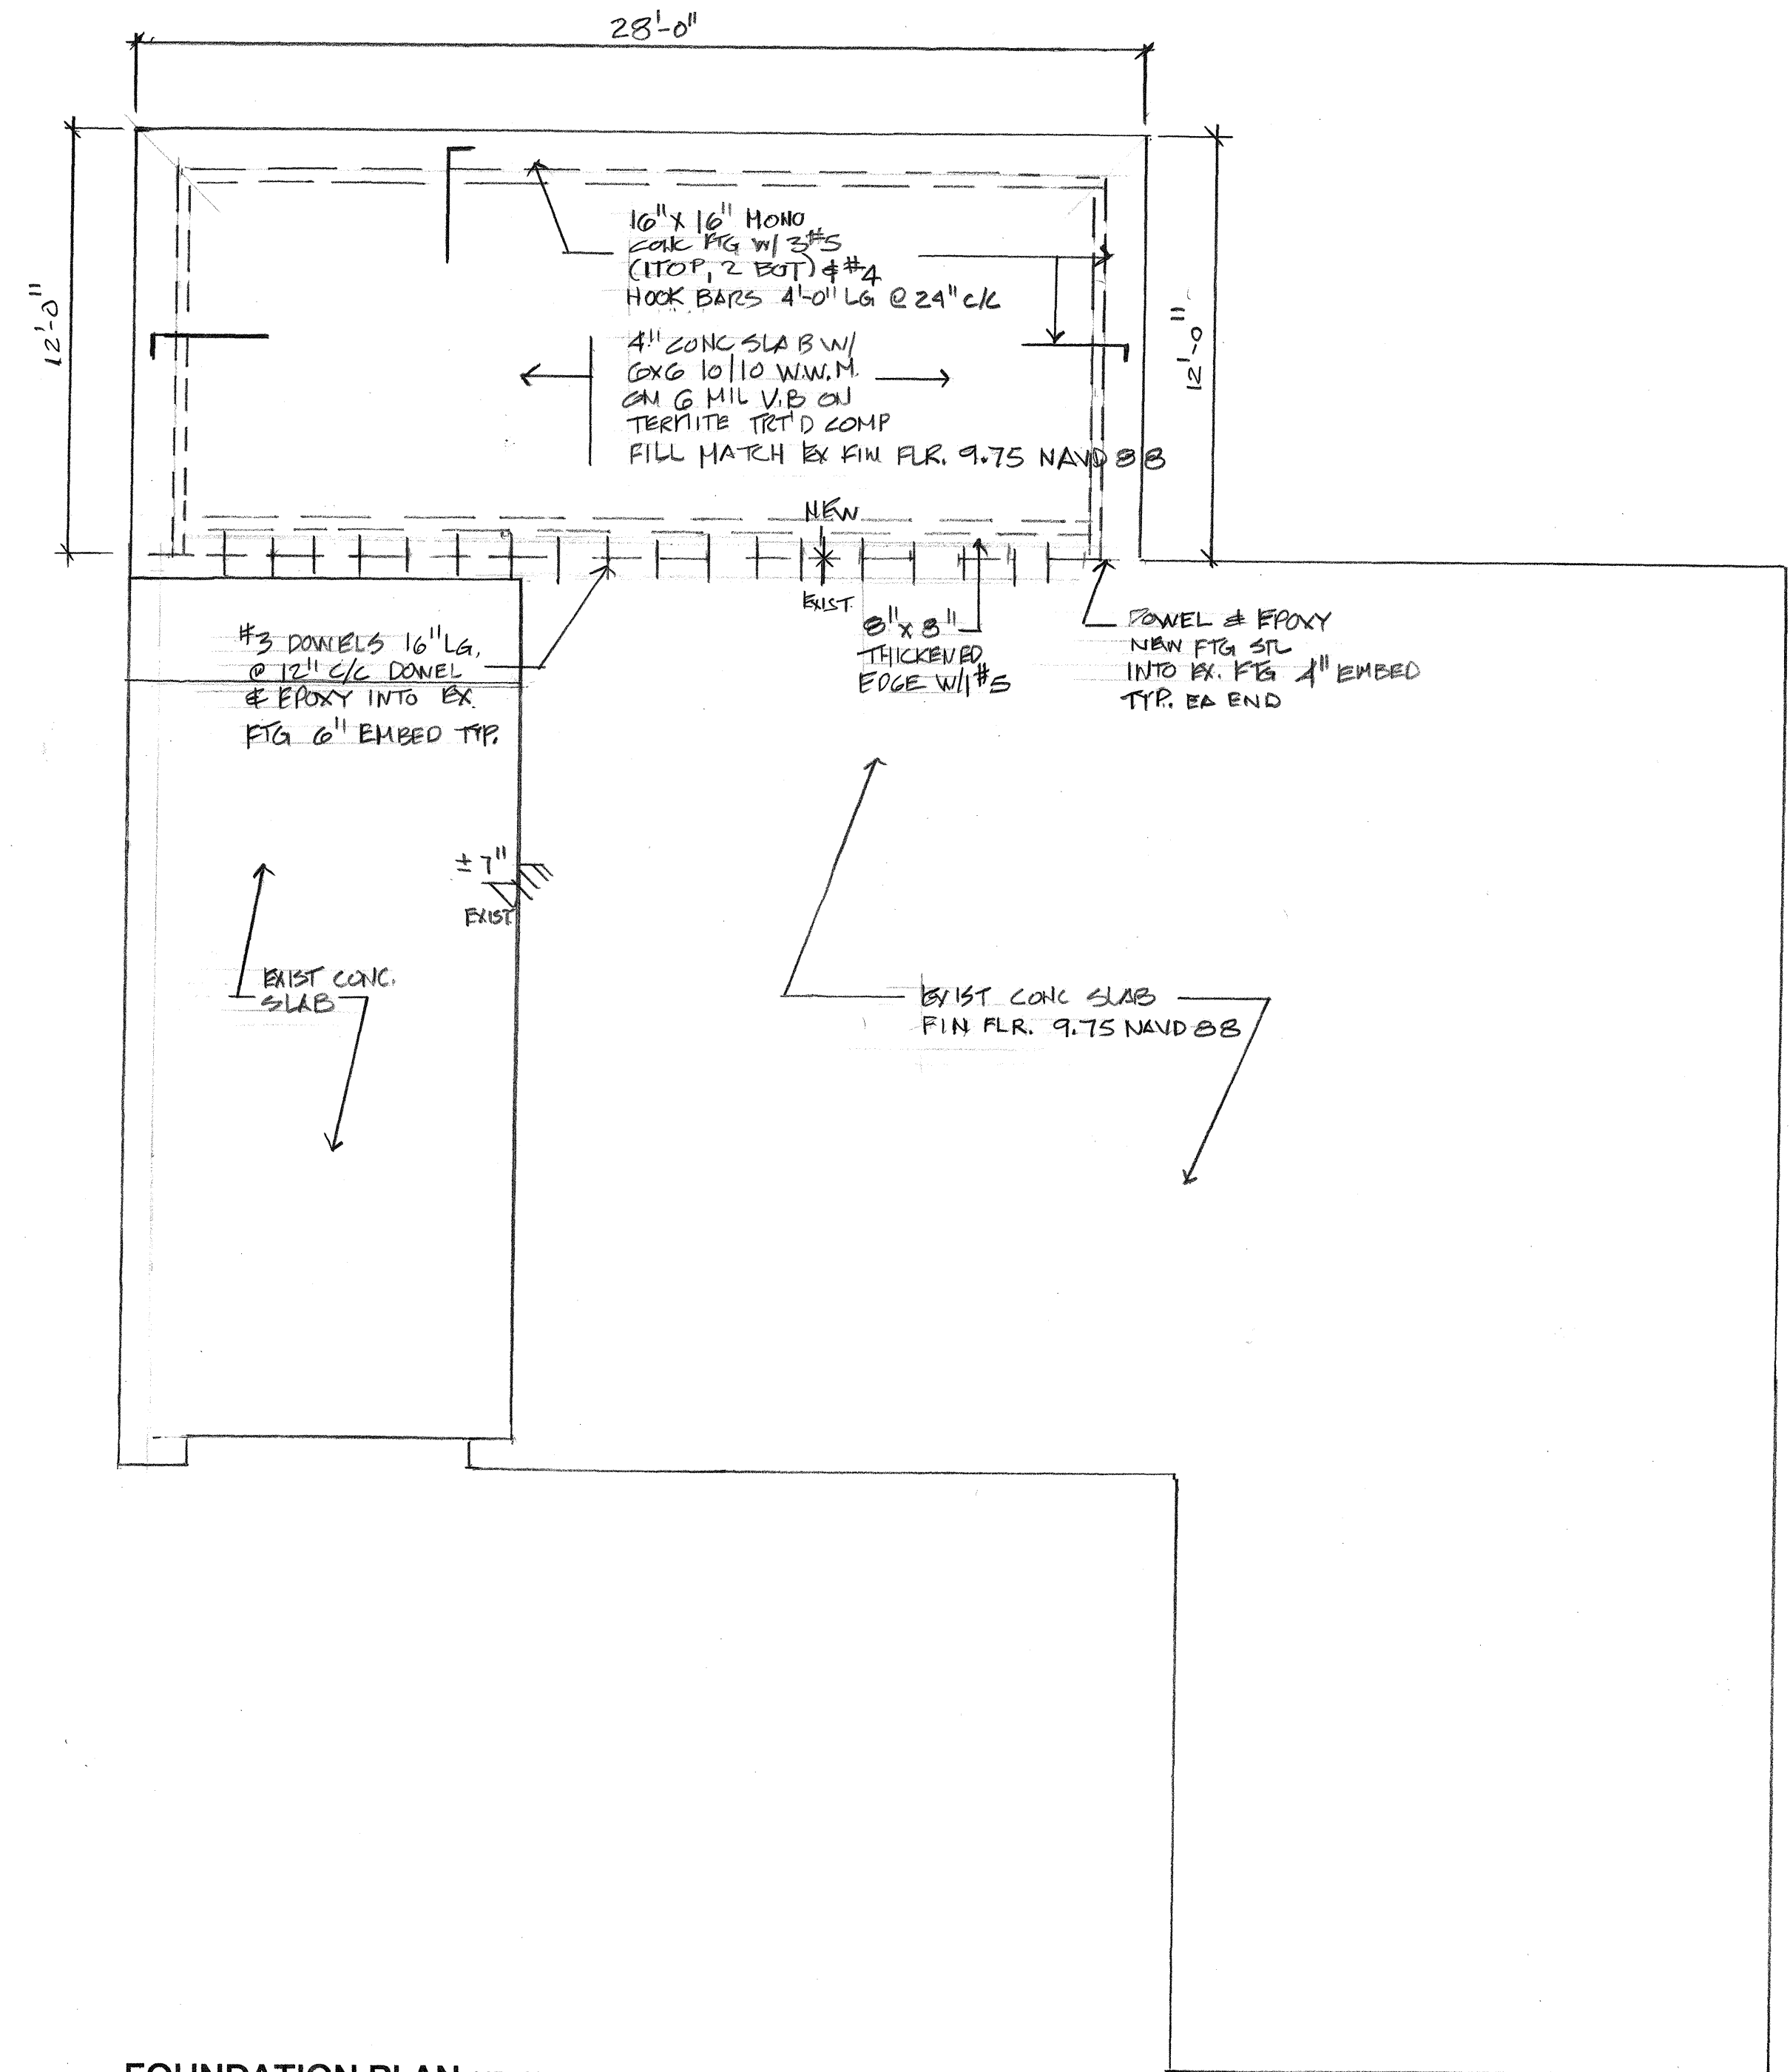 28'-0"
12'-0"
12'-0"
16" X 16" MONO
CONC FTG W/ 3 #5
(1 TOP, 2 BOT) & #4
HOOK BARS 4'-0" LG @ 24" C/C
4" CONC SLAB W/
6X6 10/10 W.W.M.
ON 6 MIL V.B ON
TERMITE TRT'D COMP
FILL MATCH EX FIN FLR. 9.75 NAVD 88
NEW
EXIST.
#3 DOWELS 16" LG.
@ 12" C/C DOWEL
& EPOXY INTO EX.
FTG 6" EMBED TYP.
8" X 8"
THICKENED
EDGE W/1 #5
DOWEL & EPOXY
NEW FTG STL
INTO EX. FTG 4" EMBED
TYP. EA END
± 7"
EXIST.
EXIST CONC.
SLAB
EXIST CONC SLAB
FIN FLR. 9.75 NAVD 88
FOUNDATION PLAN